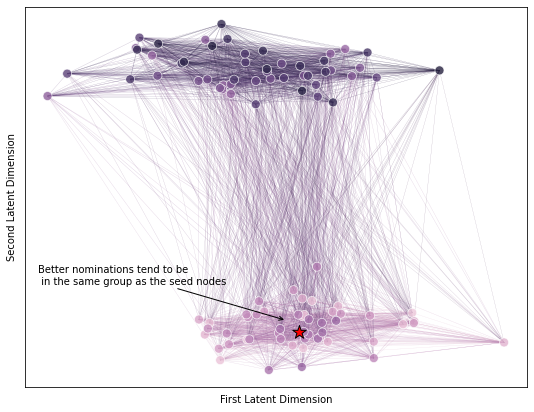 Second Latent Dimension
Better nominations tend to be
in the same group as the seed nodes
First Latent Dimension